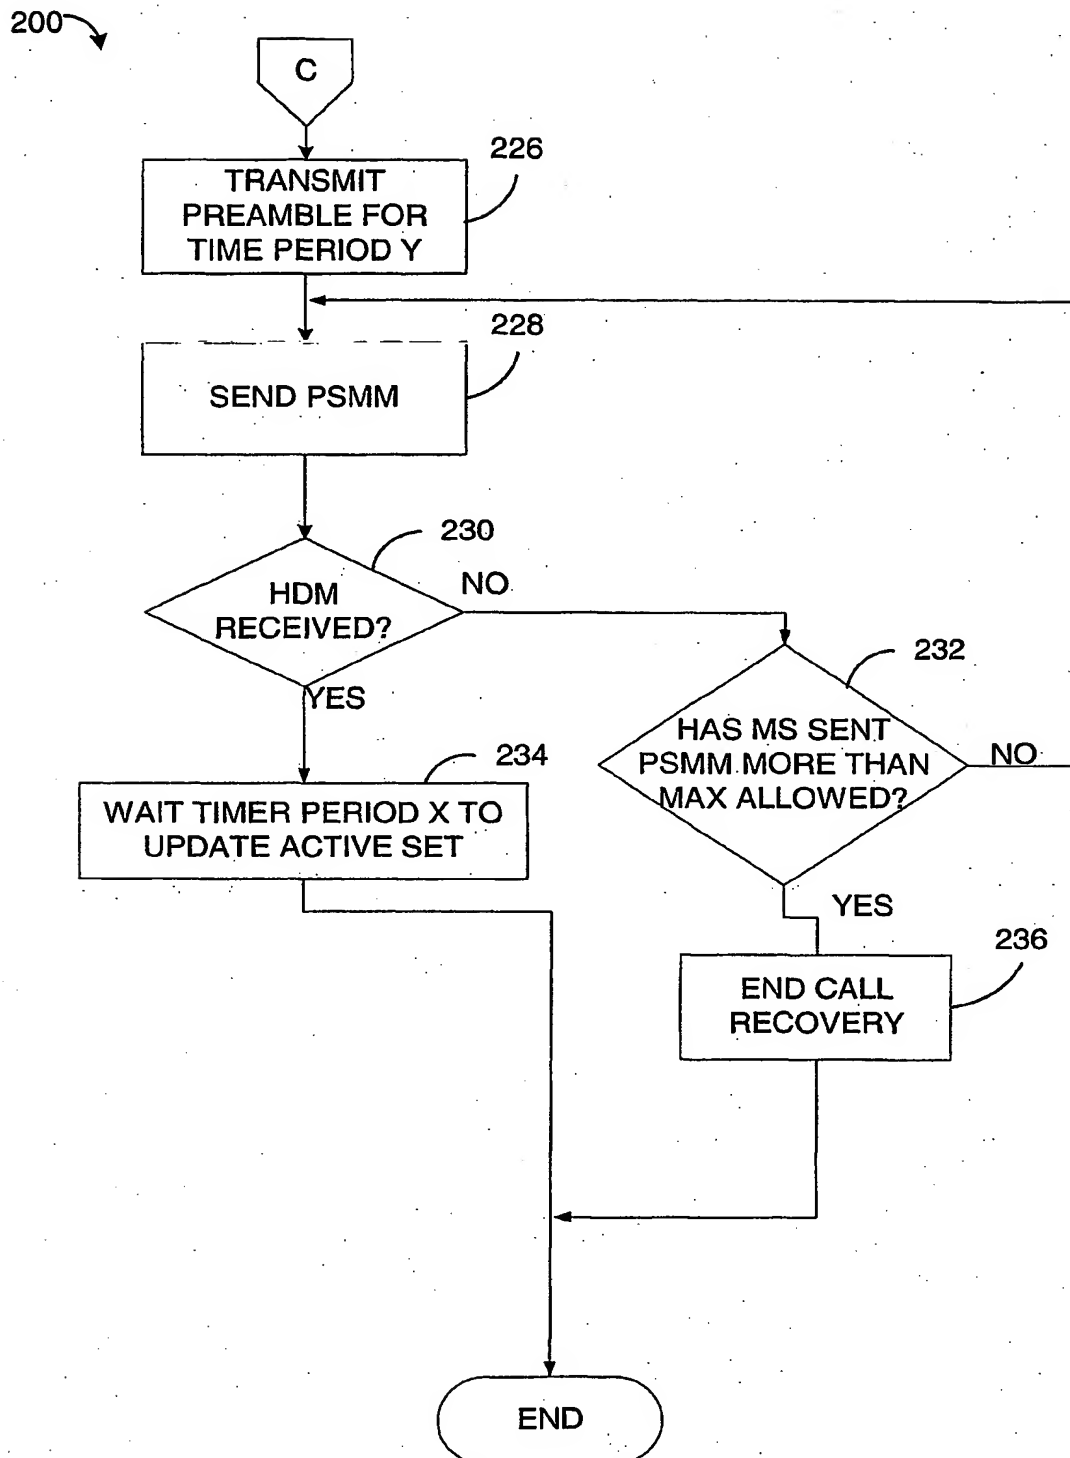 200
C
226
TRANSMIT
PREAMBLE FOR
TIME PERIOD Y
228
SEND PSMM
230
HDM
RECEIVED?
NO
YES
232
HAS MS SENT
PSMM MORE THAN
MAX ALLOWED?
NO
YES
234
WAIT TIMER PERIOD X TO
UPDATE ACTIVE SET
236
END CALL
RECOVERY
END